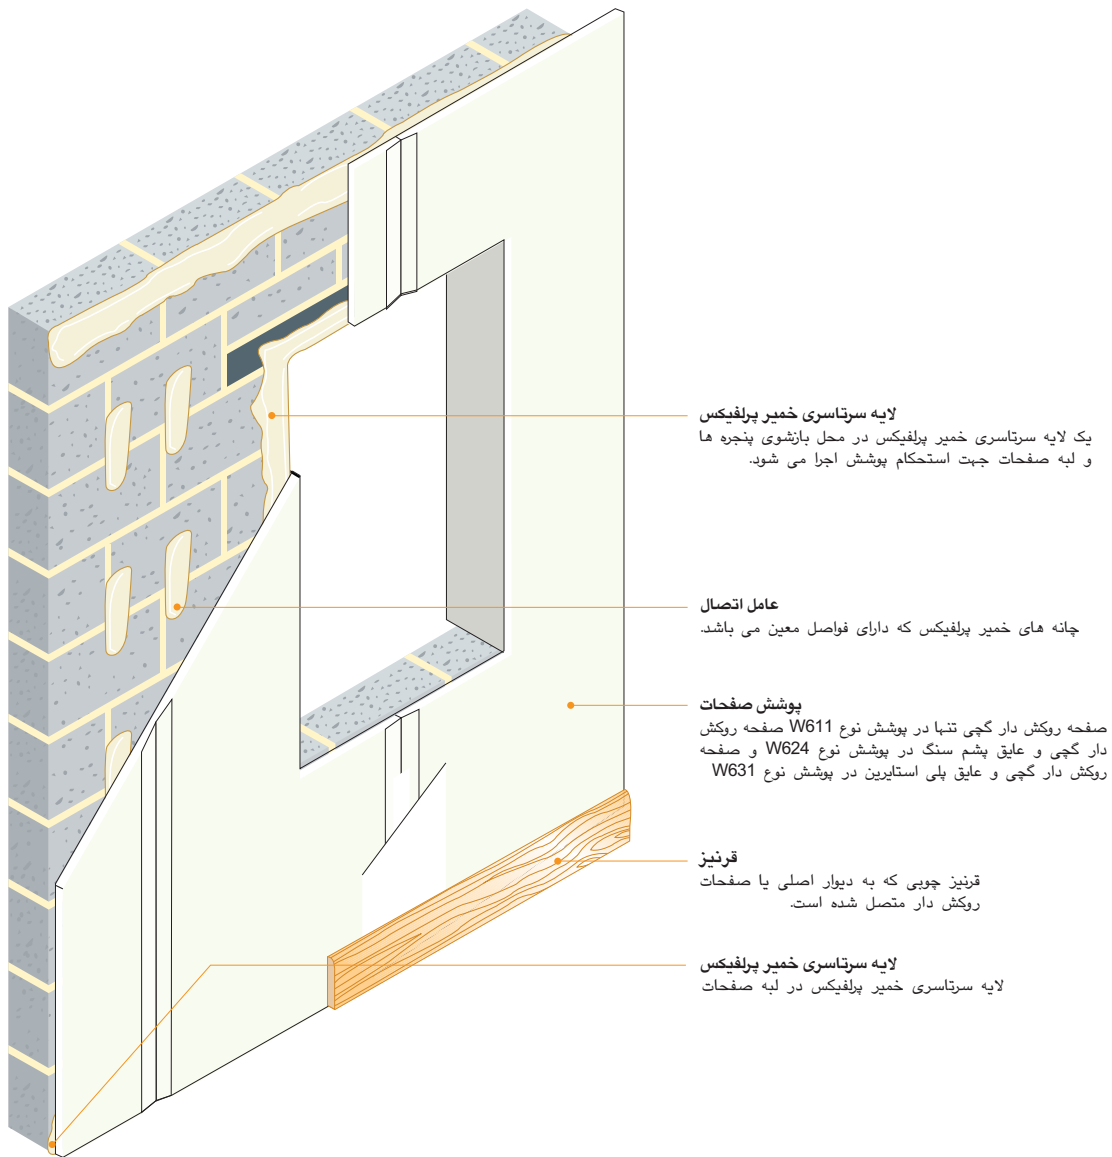 لایه سرتاسری خمیر پرلفیکس
یک لایه سرتاسری خمیر پرلفیکس در محل بازشوی پنجره ها
و لبه صفحات جهت استحکام پوشش اجرا می شود.
عامل اتصال
چانه های خمیر پرلفیکس که دارای فواصل معین می باشد.
پوشش صفحات
صفحه روکش دار گچی تنها در پوشش نوع W611 صفحه روکش
دار گچی و عایق پشم سنگ در پوشش نوع W624 و صفحه
روکش دار گچی و عایق پلی استایرین در پوشش نوع W631
قرنیز
قرنیز چوبی که به دیوار اصلی یا صفحات
روکش دار متصل شده است.
لایه سرتاسری خمیر پرلفیکس
لایه سرتاسری خمیر پرلفیکس در لبه صفحات